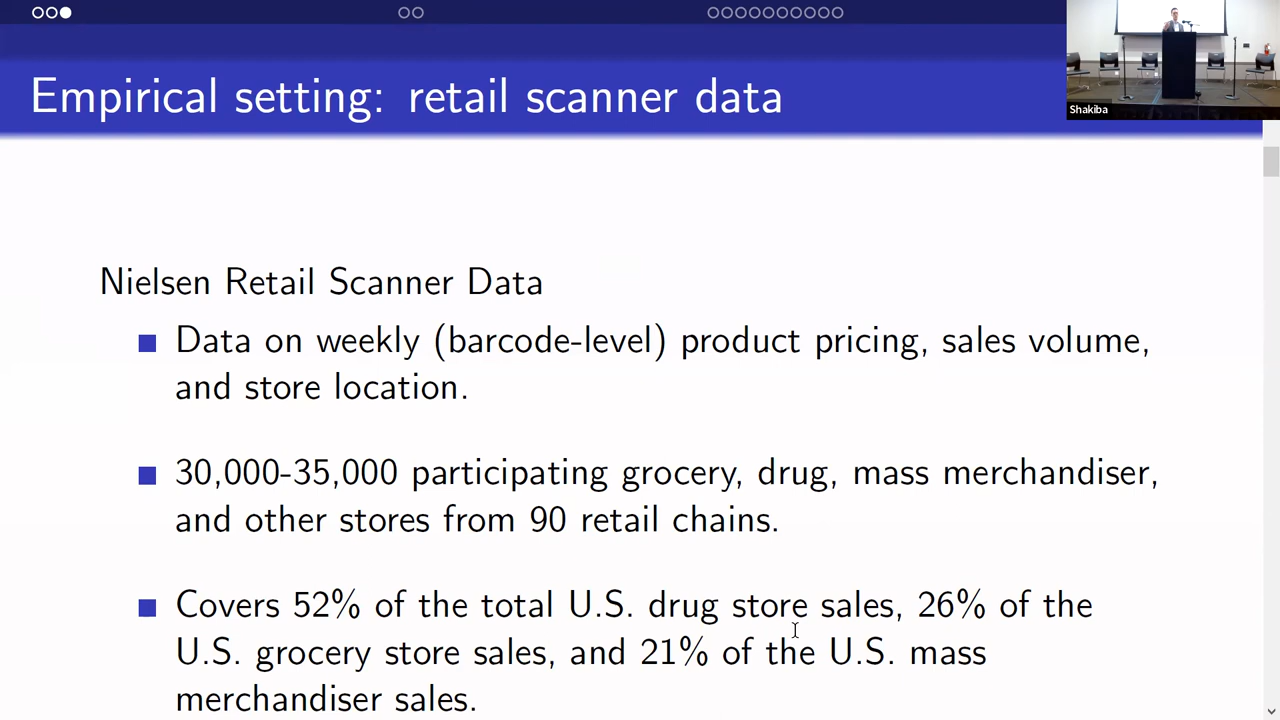 Empirical setting: retail scanner data
Shakiba
Nielsen Retail Scanner Data
Data on weekly (barcode-level) product pricing, sales volume,
and store location.
30,000-35,000 participating grocery, drug, mass merchandiser,
and other stores from 90 retail chains.
Covers 52% of the total U.S. drug store sales, 26% of the
U.S. grocery store sales, and 21% of the U.S. mass
merchandiser sales.